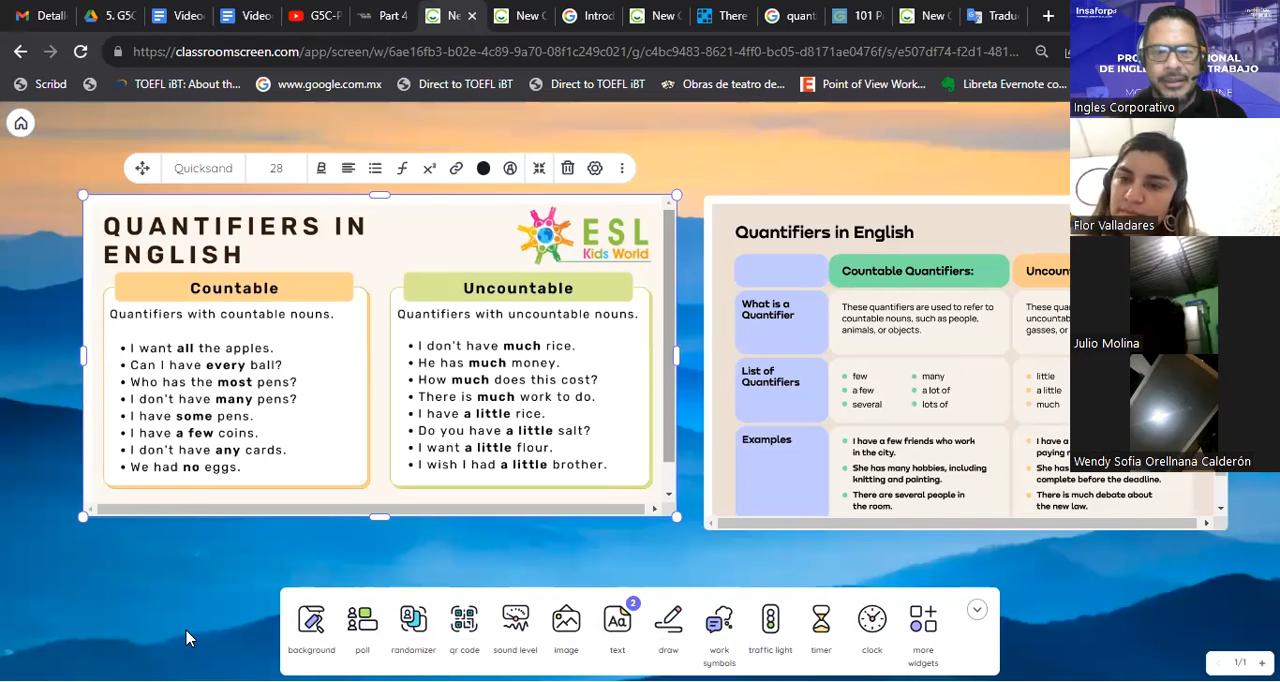 Detall
5. G5C
Video
Video
G5C-P
Part 4
Ne
New C
Introd
New C
There
quant
101 P
New C
Tradu
https://classroomscreen.com/app/screen/w/6ae16fb3-b02e-4c89-9a70-08f1c249c021/g/c4bc9483-8621-4ff0-bc05-d8171ae0476f/s/e507df74-f2d1-481...
Scribd
TOEFL iBT: About th...
www.google.com.mx
Direct to TOEFL iBT
Direct to TOEFL iBT
Obras de teatro de...
Point of View Work...
Libreta Evernote co...
Quicksand
28
QUANTIFIERS IN
ENGLISH
ESL
Kids World
Countable
Quantifiers with countable nouns.
• I want all the apples.
• Can I have every ball?
• Who has the most pens?
• I don't have many pens?
• I have some pens.
• I have a few coins.
• I don't have any cards.
• We had no eggs.
Uncountable
Quantifiers with uncountable nouns.
• I don't have much rice.
• He has much money.
• How much does this cost?
• There is much work to do.
• I have a little rice.
• Do you have a little salt?
• I want a little flour.
• I wish I had a little brother.
Quantifiers in English
Countable Quantifiers:
Uncount
What is a
Quantifier
These quantifiers are used to refer to
countable nouns, such as people,
animals, or objects.
These qua
uncountab
gasses, or
List of
Quantifiers
few
a few
several
many
a lot of
lots of
little
a little
much
Examples
I have a few friends who work
in the city.
She has many hobbies, including
knitting and painting.
There are several people in
the room.
I have a
paying
She has
complete before the deadline.
There is much debate about
the new law.
Insaforp
DE INGL
TRABAJO
Ingles Corporativo
Flor Valladares
Julio Molina
Wendy Sofia Orellnana Calderón
background
poll
randomizer
qr code
sound level
image
2
text
draw
work
symbols
traffic light
timer
clock
more
widgets
1/1